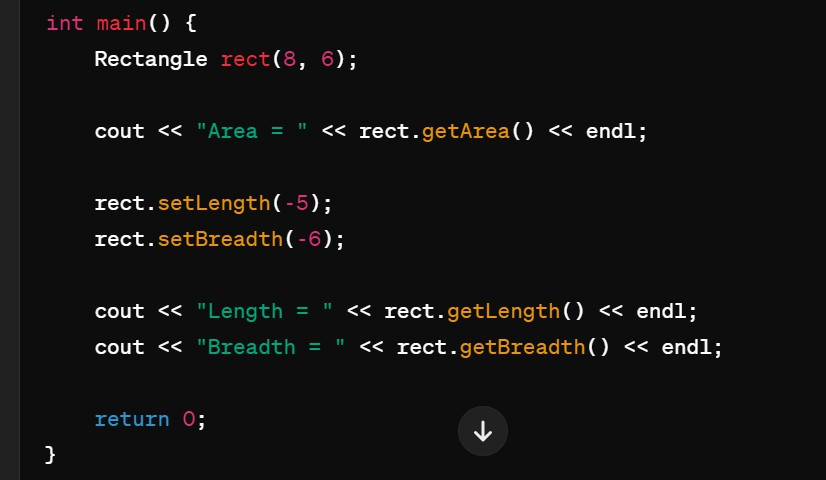 int main() {
    Rectangle rect(8, 6);
    cout << "Area = " << rect.getArea() << endl;
    rect.setLength(-5);
    rect.setBreadth(-6);
    cout << "Length = " << rect.getLength() << endl;
    cout << "Breadth = " << rect.getBreadth() << endl;
    return 0;
}